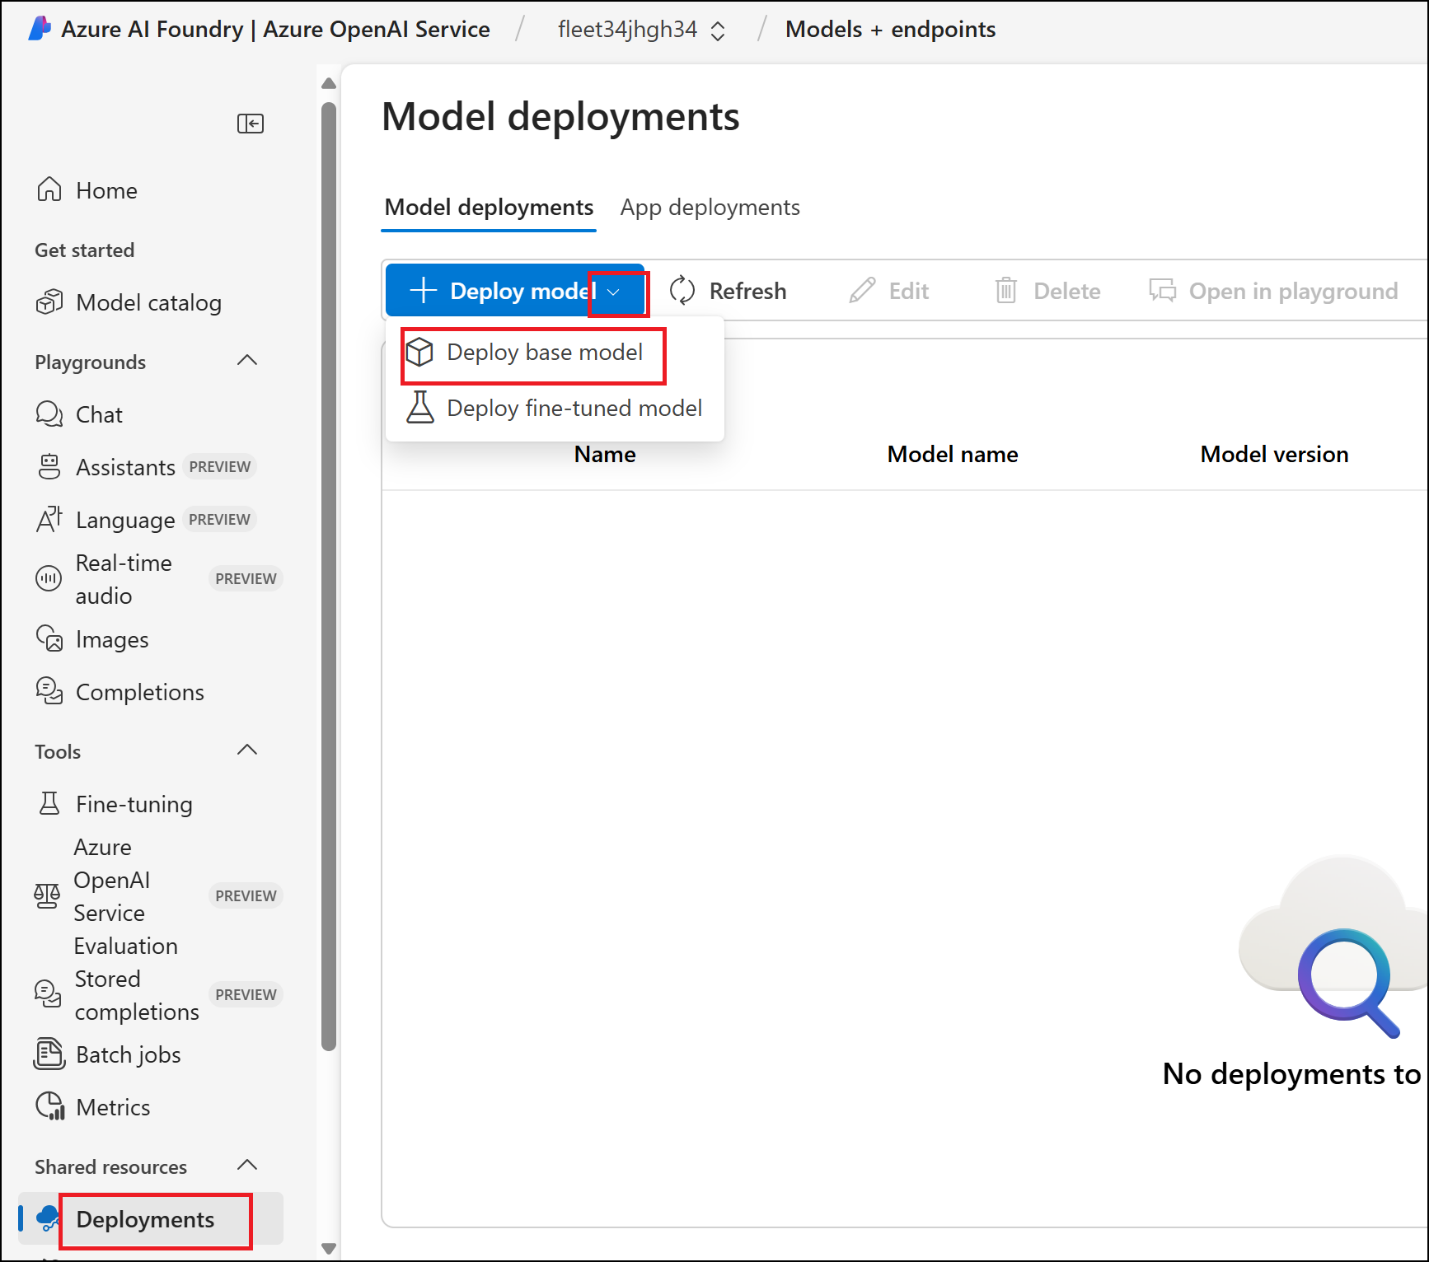 Azure AI Foundry | Azure OpenAI Service / fleet34jhgh34 / Models + endpoints
Home
Get started
Model catalog
Playgrounds
Chat
Assistants PREVIEW
Language PREVIEW
Real-time
audio
PREVIEW
Images
Completions
Tools
Fine-tuning
Azure
OpenAI
Service
Evaluation
PREVIEW
Stored
completions
PREVIEW
Batch jobs
Metrics
Shared resources
Deployments
Model deployments
Model deployments App deployments
Deploy model Refresh Edit Delete Open in playground
Deploy base model
Deploy fine-tuned model
Name Model name Model version
No deployments to